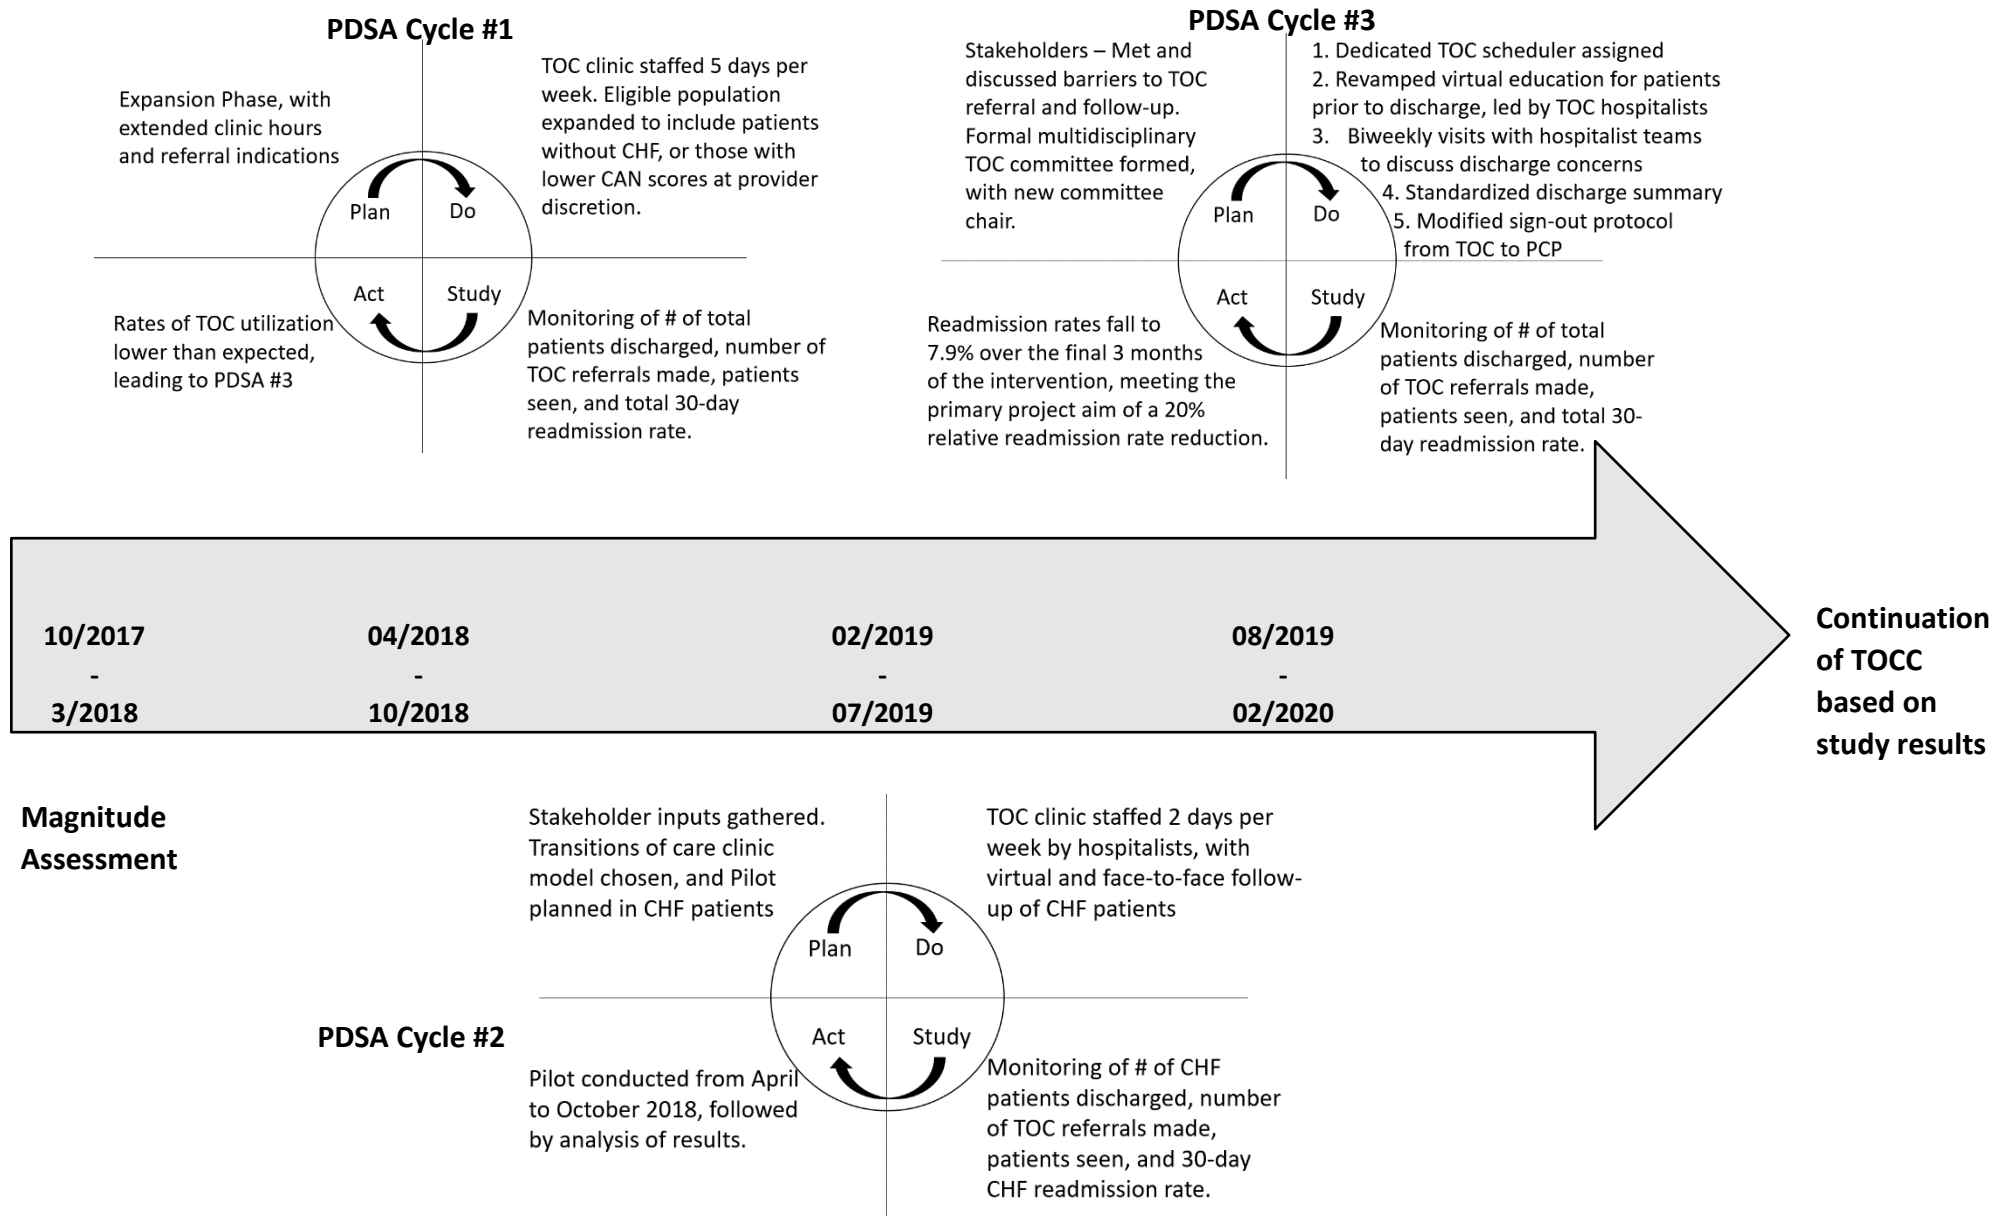 PDSA Cycle #1
Expansion Phase, with
extended clinic hours
and referral indications
TOC clinic staffed 5 days per
week. Eligible population
expanded to include patients
without CHF, or those with
lower CAN scores at provider
discretion.
Plan
Do
Act
Study
Rates of TOC utilization
lower than expected,
leading to PDSA #3
Monitoring of # of total
patients discharged, number of
TOC referrals made, patients
seen, and total 30-day
readmission rate.
PDSA Cycle #3
Stakeholders – Met and
discussed barriers to TOC
referral and follow-up.
Formal multidisciplinary
TOC committee formed,
with new committee
chair.
1. Dedicated TOC scheduler assigned
2. Revamped virtual education for patients
prior to discharge, led by TOC hospitalists
3. Biweekly visits with hospitalist teams
to discuss discharge concerns
4. Standardized discharge summary
5. Modified sign-out protocol
from TOC to PCP
Plan
Do
Act
Study
Readmission rates fall to
7.9% over the final 3 months
of the intervention, meeting the
primary project aim of a 20%
relative readmission rate reduction.
Monitoring of # of total
patients discharged, number
of TOC referrals made,
patients seen, and total 30-
day readmission rate.
10/2017
-
3/2018
04/2018
-
10/2018
02/2019
-
07/2019
08/2019
-
02/2020
Continuation
of TOCC
based on
study results
Magnitude
Assessment
PDSA Cycle #2
Stakeholder inputs gathered.
Transitions of care clinic
model chosen, and Pilot
planned in CHF patients
TOC clinic staffed 2 days per
week by hospitalists, with
virtual and face-to-face follow-
up of CHF patients
Plan
Do
Act
Study
Pilot conducted from April
to October 2018, followed
by analysis of results.
Monitoring of # of CHF
patients discharged, number
of TOC referrals made,
patients seen, and 30-day
CHF readmission rate.